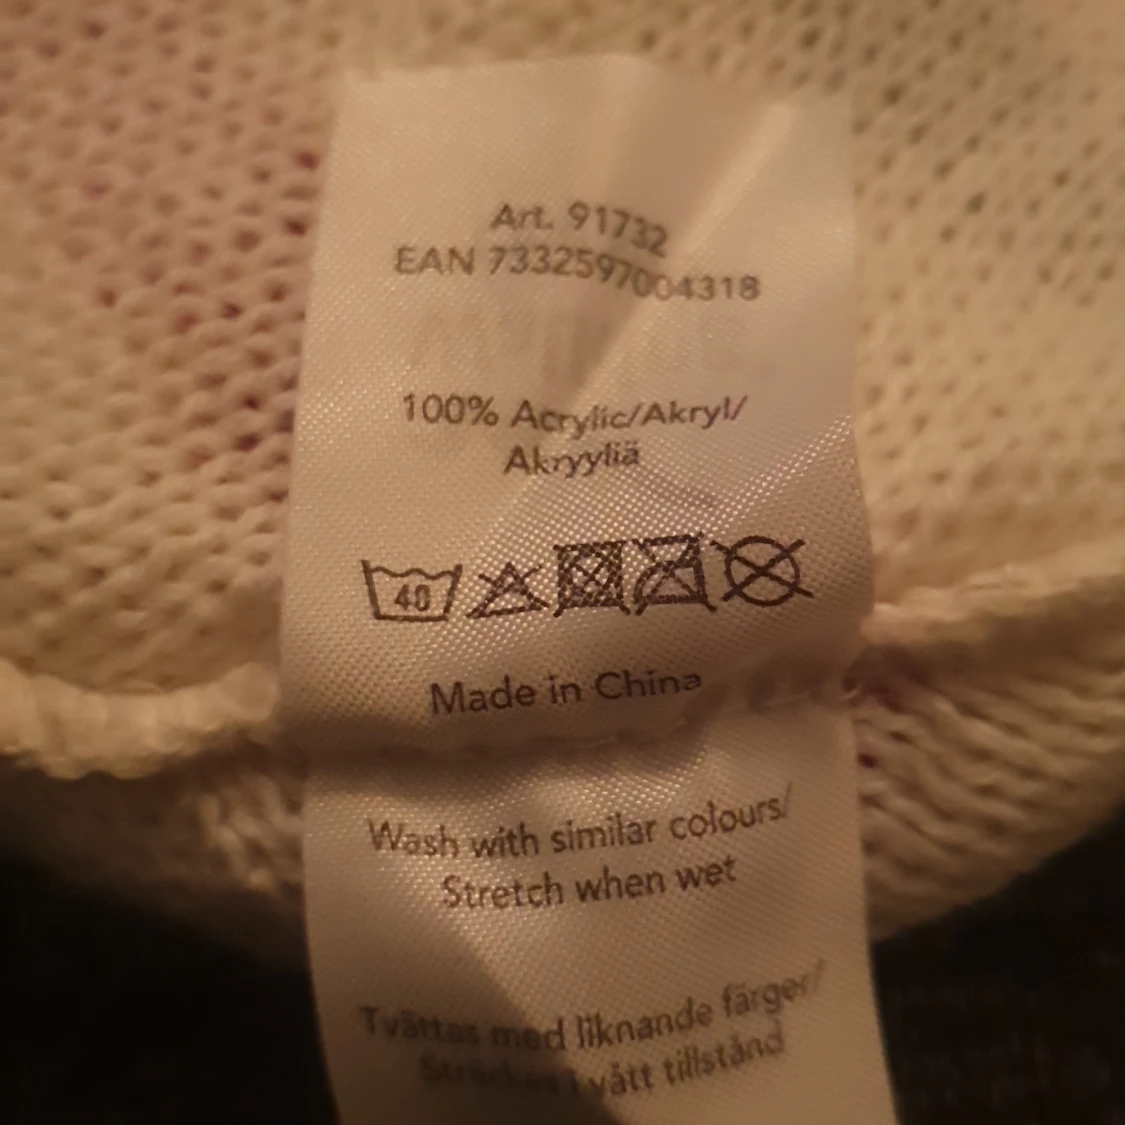 Art. 91732
EAN 7332597004318
100% Acrylic/Akryl/
Akryyliä
40
Made in China
Wash with similar colours/
Stretch when wet
Tvättas med liknande färger/
Sträckes i vått tillstånd